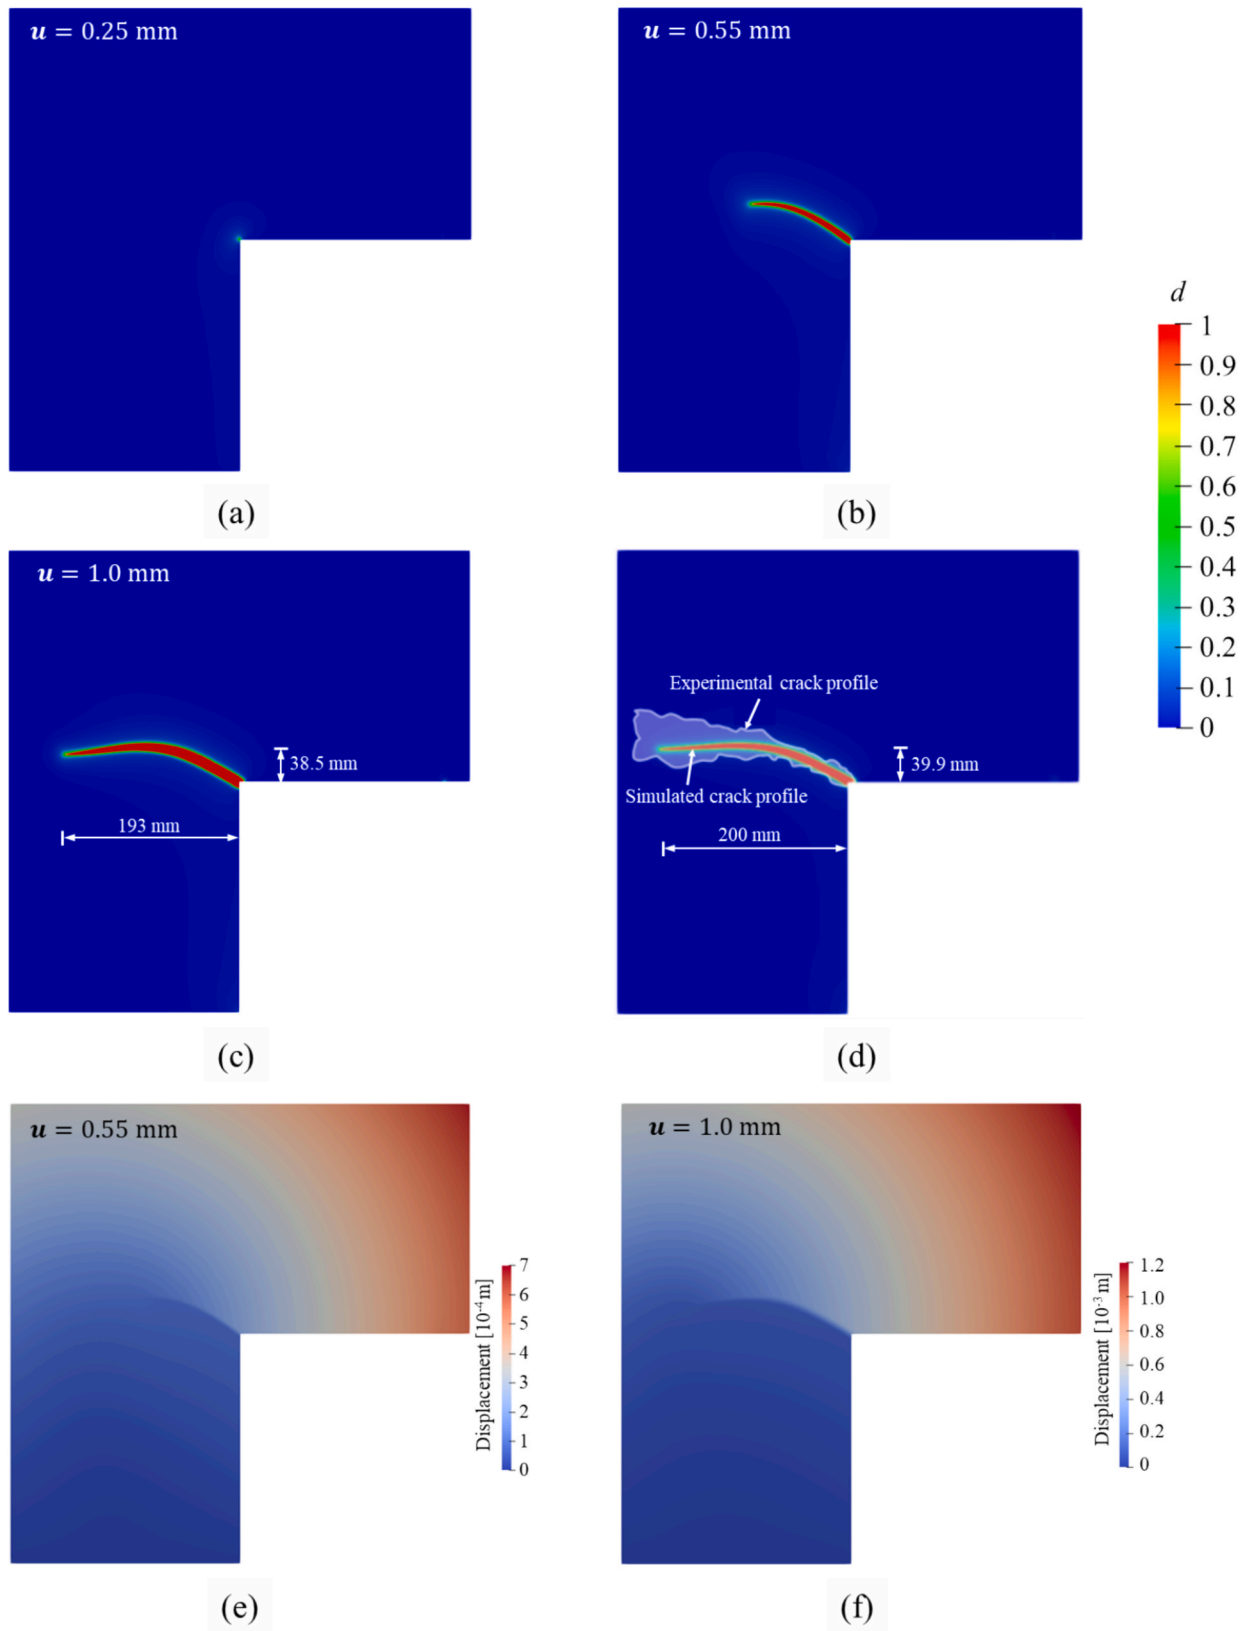 u = 0.25 mm
u = 0.55 mm
(a)
(b)
d
1
0.9
0.8
0.7
0.6
0.5
0.4
0.3
0.2
0.1
0
u = 1.0 mm
38.5 mm
193 mm
(c)
Experimental crack profile
39.9 mm
Simulated crack profile
200 mm
(d)
u = 0.55 mm
Displacement [10⁻⁴m]
7
6
5
4
3
2
1
0
(e)
u = 1.0 mm
Displacement [10⁻³m]
1.2
1.0
0.8
0.6
0.4
0.2
0
(f)